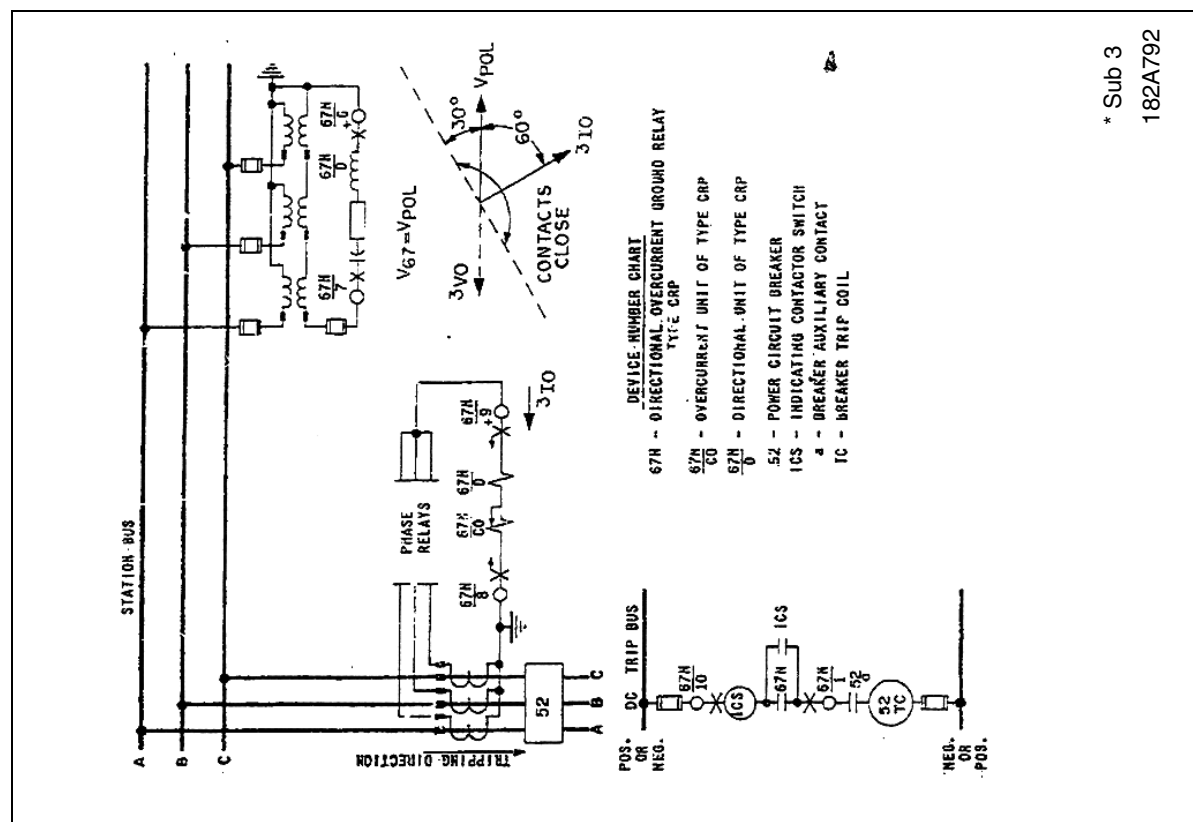 * Sub 3
182A792
STATION BUS
A
B
C
67N
7
67N
D
67N
+6
V67=VPOL
3V0
VPOL
30°
60°
3I0
CONTACTS
CLOSE
PHASE
RELAYS
67N
8
67N
CO
67N
D
67N
+9
3I0
TRIPPING DIRECTION
52
A
B
C
DEVICE NUMBER CHART
67N - DIRECTIONAL OVERCURRENT GROUND RELAY
TYPE CRP
67N
CO
- OVERCURRENT UNIT OF TYPE CRP
67N
D
- DIRECTIONAL UNIT OF TYPE CRP
52 - POWER CIRCUIT BREAKER
ICS - INDICATING CONTACTOR SWITCH
a - BREAKER AUXILIARY CONTACT
TC - BREAKER TRIP COIL
POS.
OR
NEG.
DC TRIP BUS
67N
10
ICS
67N
ICS
67N
1
52
a
52
TC
NEG.
OR
POS.